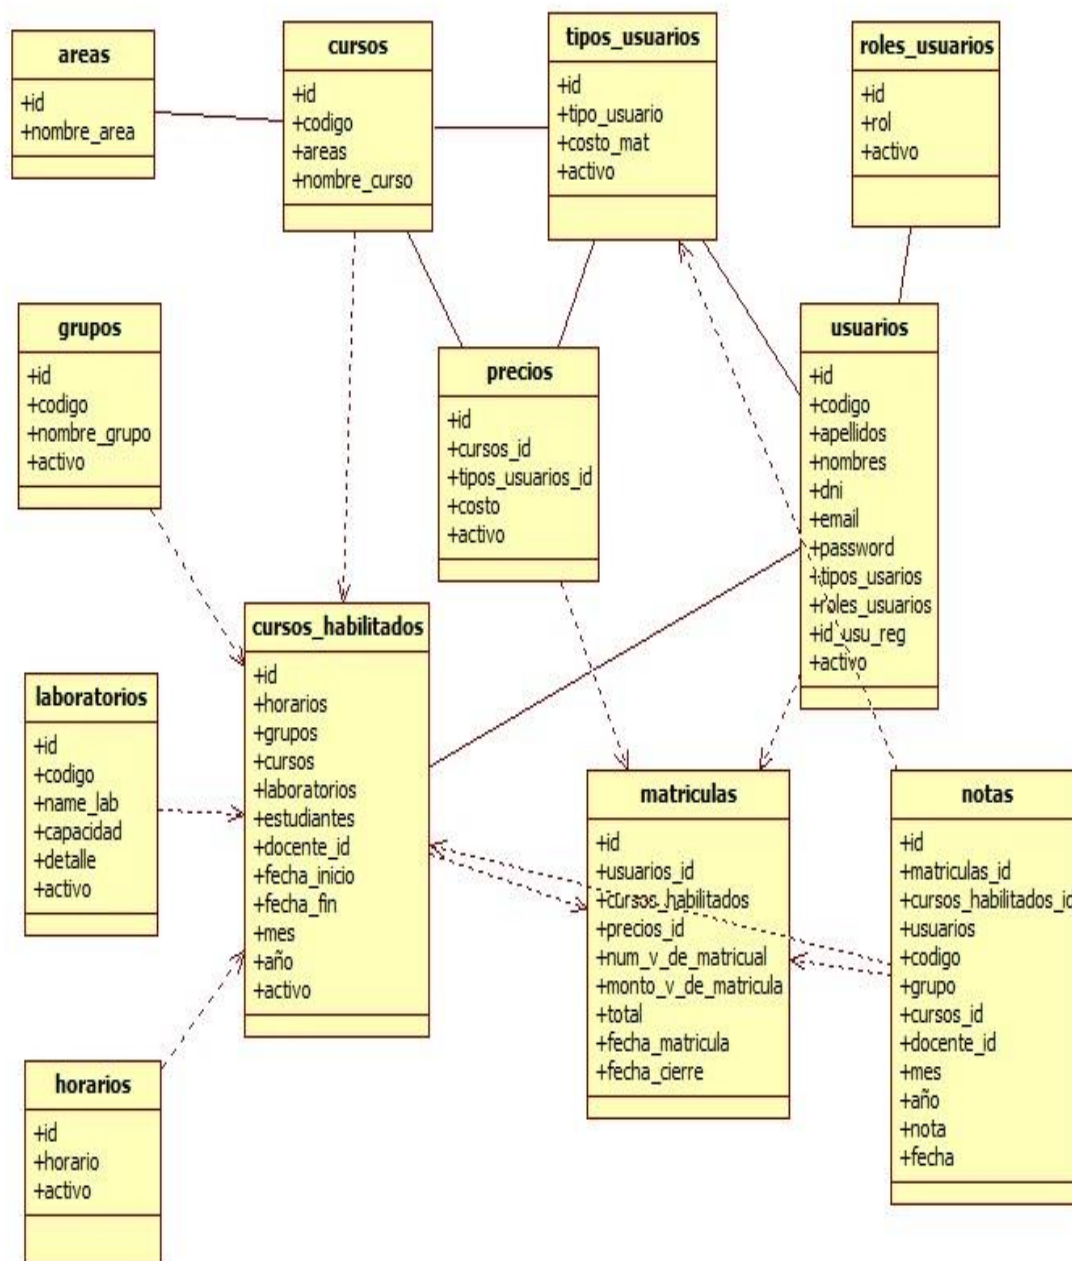 areas
+id
+nombre_area
cursos
+id
+codigo
+areas
+nombre_curso
tipos_usuarios
+id
+tipo_usuario
+costo_mat
+activo
roles_usuarios
+id
+rol
+activo
grupos
+id
+codigo
+nombre_grupo
+activo
precios
+id
+cursos_id
+tipos_usuarios_id
+costo
+activo
usuarios
+id
+codigo
+apellidos
+nombres
+dni
+email
+password
+tipos_usarios
+roles_usuarios
+id_usu_reg
+activo
cursos_habilitados
+id
+horarios
+grupos
+cursos
+laboratorios
+estudiantes
+docente_id
+fecha_inicio
+fecha_fin
+mes
+año
+activo
laboratorios
+id
+codigo
+name_lab
+capacidad
+detalle
+activo
matriculas
+id
+usuarios_id
+cursos_habilitados
+precios_id
+num_v_de_matricual
+monto_v_de_matricula
+total
+fecha_matricula
+fecha_cierre
notas
+id
+matriculas_id
+cursos_habilitados_id
+usuarios
+codigo
+grupo
+cursos_id
+docente_id
+mes
+año
+nota
+fecha
horarios
+id
+horario
+activo